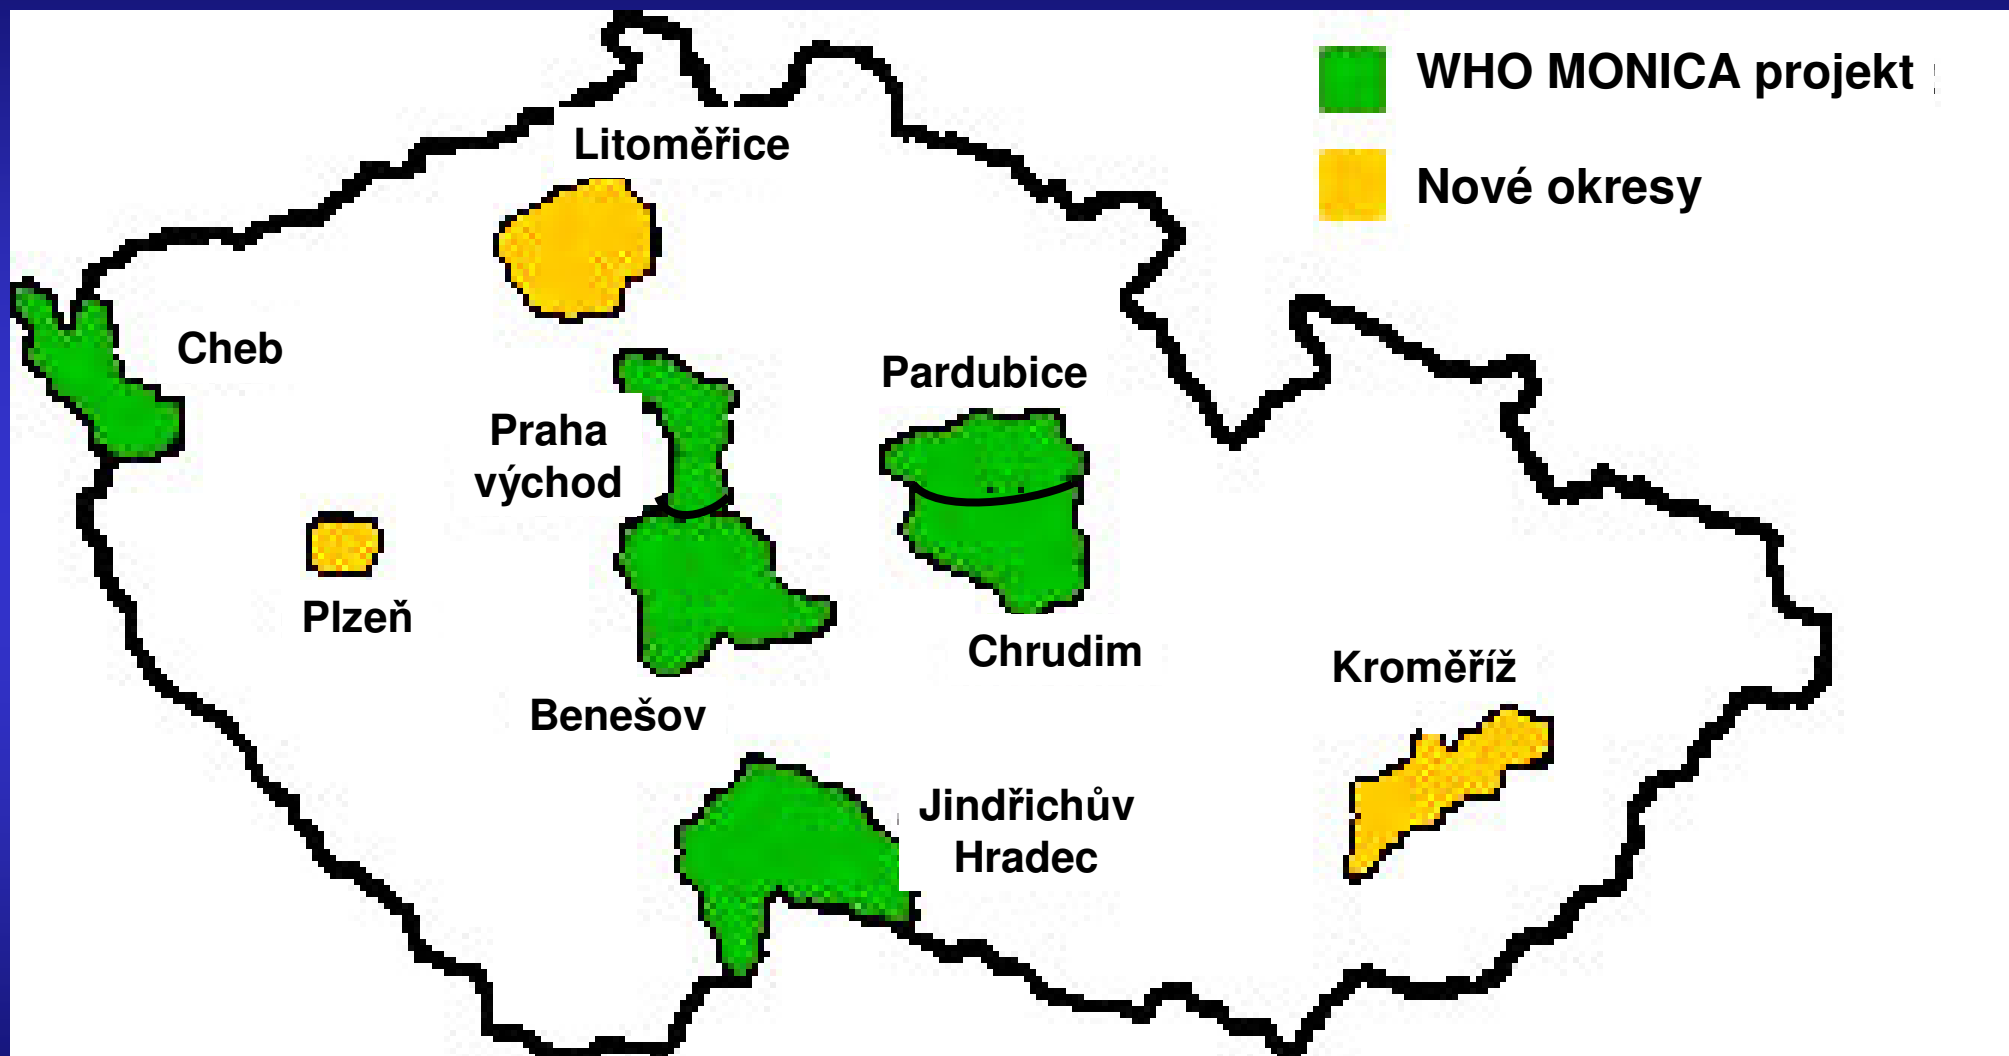 WHO MONICA projekt
Nové okresy
Litoměřice
Cheb
Pardubice
Praha
východ
Plzeň
Chrudim
Kroměříž
Benešov
Jindřichův
Hradec